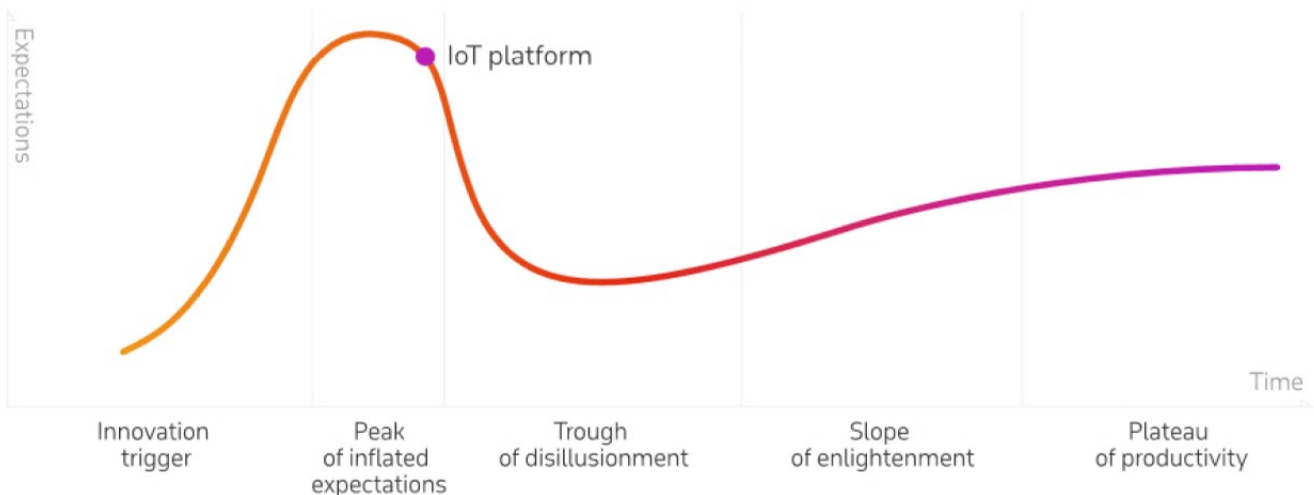 Expectations
IoT platform
Time
Innovation
trigger
Peak
of inflated
expectations
Trough
of disillusionment
Slope
of enlightenment
Plateau
of productivity